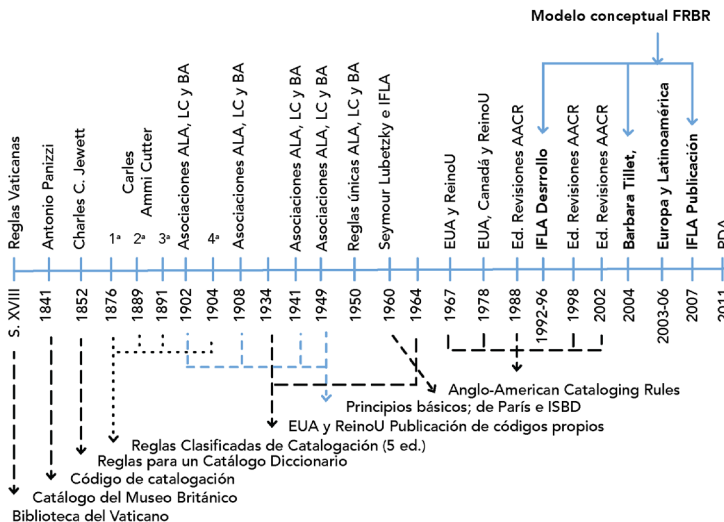 Modelo conceptual FRBR
Reglas Vaticanas
Antonio Panizzi
Charles C. Jewett
1ª
Carles
Ammi Cutter
2ª
3ª
Asociaciones ALA, LC y BA
4ª
Asociaciones ALA, LC y BA
Asociaciones ALA, LC y BA
Asociaciones ALA, LC y BA
Reglas únicas ALA, LC y BA
Seymour Lubetzky e IFLA
EUA y ReinoU
EUA, Canadá y ReinoU
Ed. Revisiones AACR
IFLA Desrrollo
Ed. Revisiones AACR
Ed. Revisiones AACR
Barbara Tillet,
Europa y Latinoamérica
IFLA Publicación
S. XVIII
1841
1852
1876
1889
1891
1902
1904
1908
1934
1941
1949
1950
1960
1964
1967
1978
1988
1992-96
1998
2002
2004
2003-06
2007
2011
Anglo-American Cataloging Rules
Principios básicos; de París e ISBD
EUA y ReinoU Publicación de códigos propios
Reglas Clasificadas de Catalogación (5 ed.)
Reglas para un Catálogo Diccionario
Código de catalogación
Catálogo del Museo Británico
Biblioteca del Vaticano